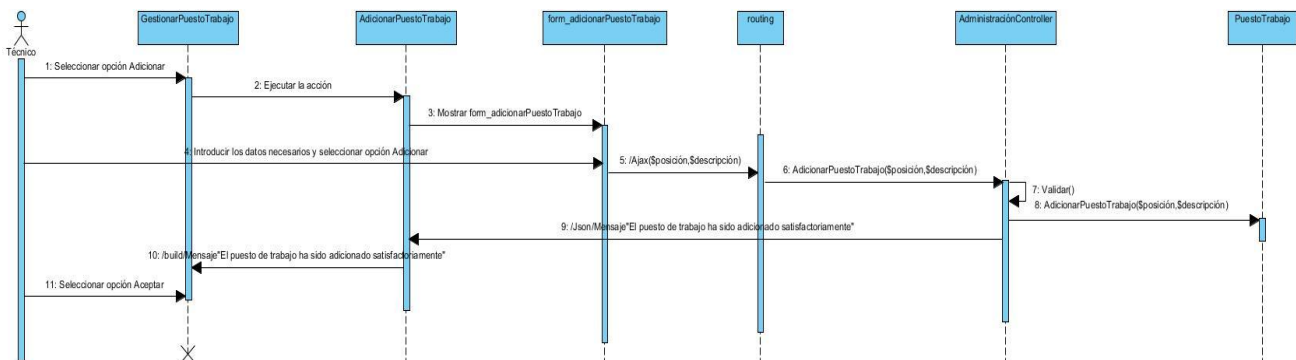 GestionarPuestoTrabajo
AdicionarPuestoTrabajo
form_adicionarPuestoTrabajo
routing
AdministraciónController
PuestoTrabajo
Técnico
1: Seleccionar opción Adicionar
2: Ejecutar la acción
3: Mostrar form_adicionarPuestoTrabajo
4: Introducir los datos necesarios y seleccionar opción Adicionar
5: /Ajax($posición,$descripción)
6: AdicionarPuestoTrabajo($posición,$descripción)
7: Validar()
8: AdicionarPuestoTrabajo($posición,$descripción)
9: /Json/Mensaje"El puesto de trabajo ha sido adicionado satisfactoriamente"
10: /build/Mensaje"El puesto de trabajo ha sido adicionado satisfactoriamente"
11: Seleccionar opción Aceptar